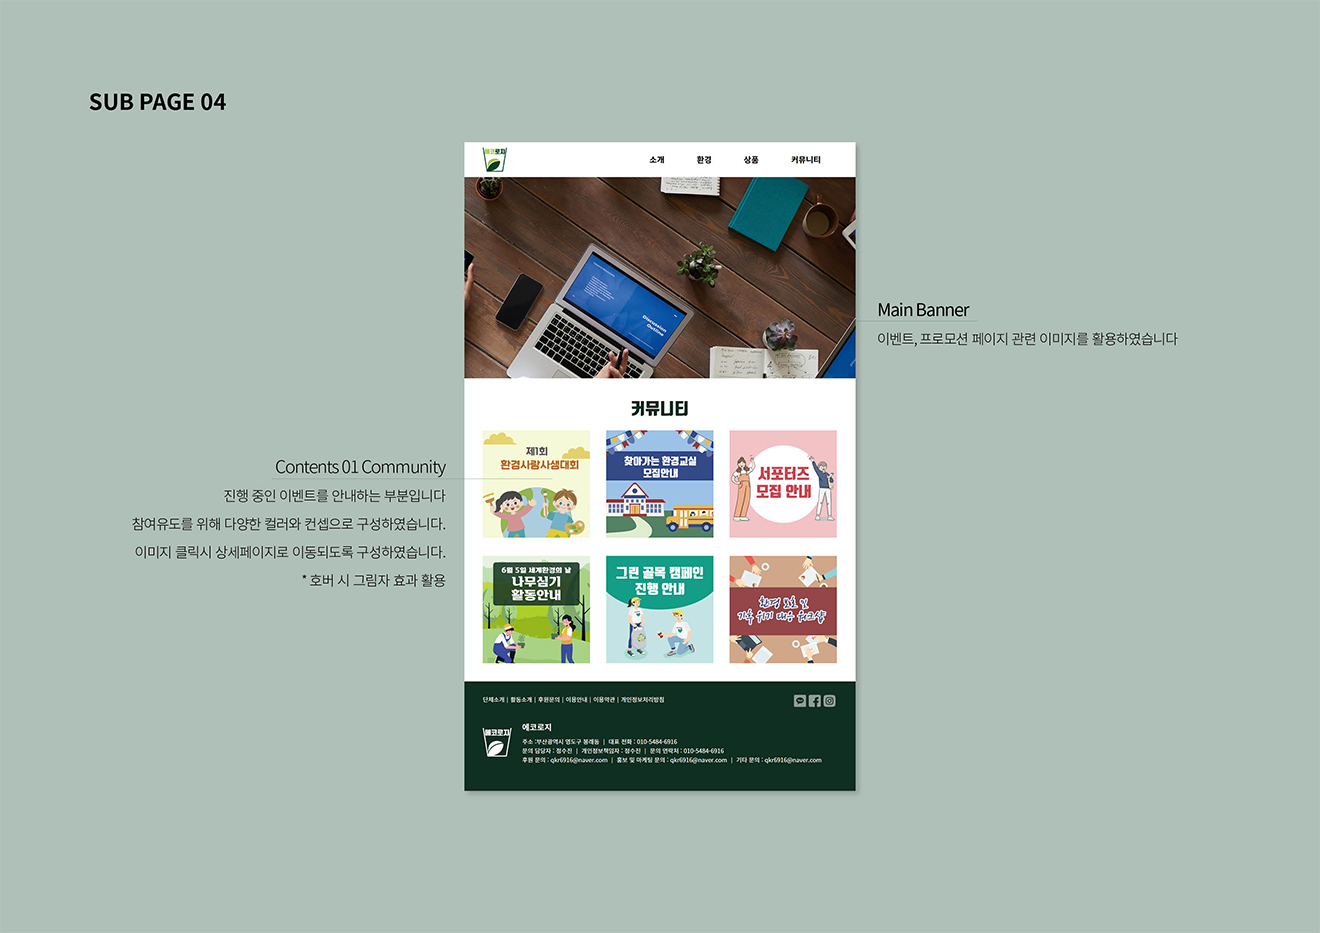 SUB PAGE 04
에코로지
소개
환경
상품
커뮤니티
Discussion
Outline
Main Banner
이벤트, 프로모션 페이지 관련 이미지를 활용하였습니다
커뮤니티
Contents 01 Community
진행 중인 이벤트를 안내하는 부분입니다
참여유도를 위해 다양한 컬러와 컨셉으로 구성하였습니다.
이미지 클릭시 상세페이지로 이동되도록 구성하였습니다.
* 호버 시 그림자 효과 활용
제1회
환경사랑사생대회
찾아가는 환경교실
모집안내
서포터즈
모집 안내
6월 5일 세계환경의 날
나무심기
활동안내
그린 골목 캠페인
진행 안내
환경 보호 및
기후 위기 대응 워크샵
단체소개 | 활동소개 | 후원문의 | 이용안내 | 이용약관 | 개인정보처리방침
에코로지
에코로지
주소 :부산광역시 영도구 봉래동 | 대표 전화 : 010-5484-6916
문의 담당자 : 정수진 | 개인정보책임자 : 정수진 | 문의 연락처 : 010-5484-6916
후원 문의 : qkr6916@naver.com | 홍보 및 마케팅 문의 : qkr6916@naver.com | 기타 문의 : qkr6916@naver.com